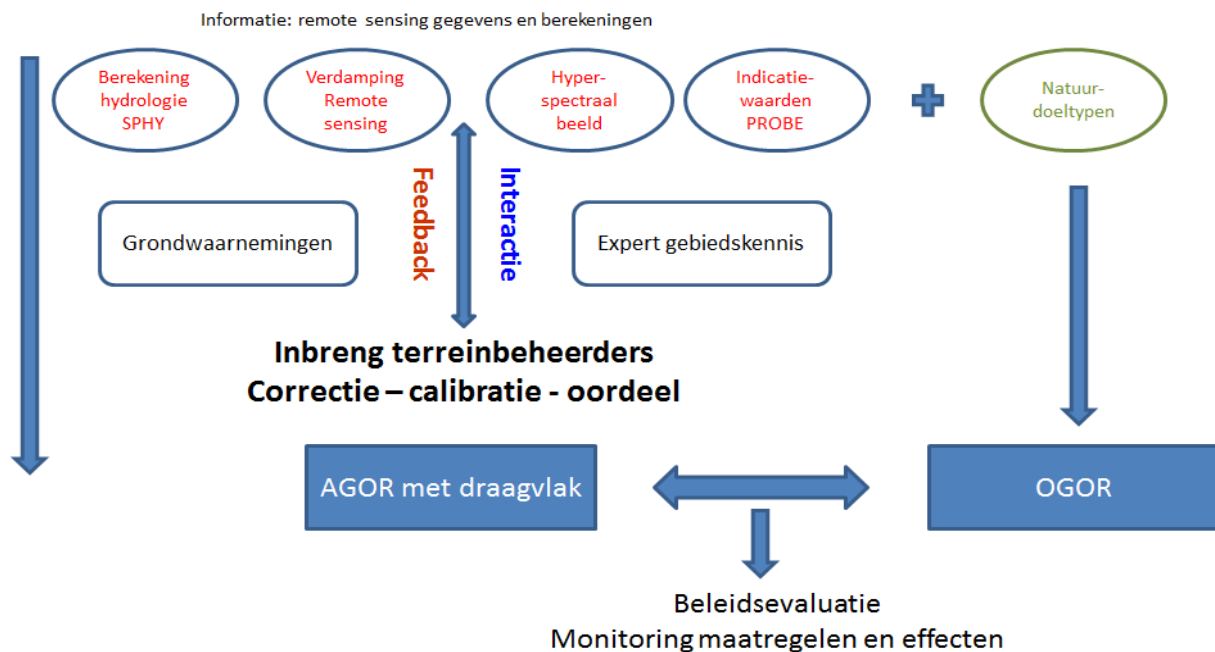 Informatie: remote sensing gegevens en berekeningen
Berekening
hydrologie
SPHY
Verdamping
Remote
sensing
Hyper-
spectraal
beeld
Indicatie-
waarden
PROBE
Natuur-
doeltypen
Feedback
Interactie
Grondwaarnemingen
Expert gebiedskennis
Inbreng terreinbeheerders
Correctie – calibratie - oordeel
AGOR met draagvlak
OGOR
Beleidsevaluatie
Monitoring maatregelen en effecten